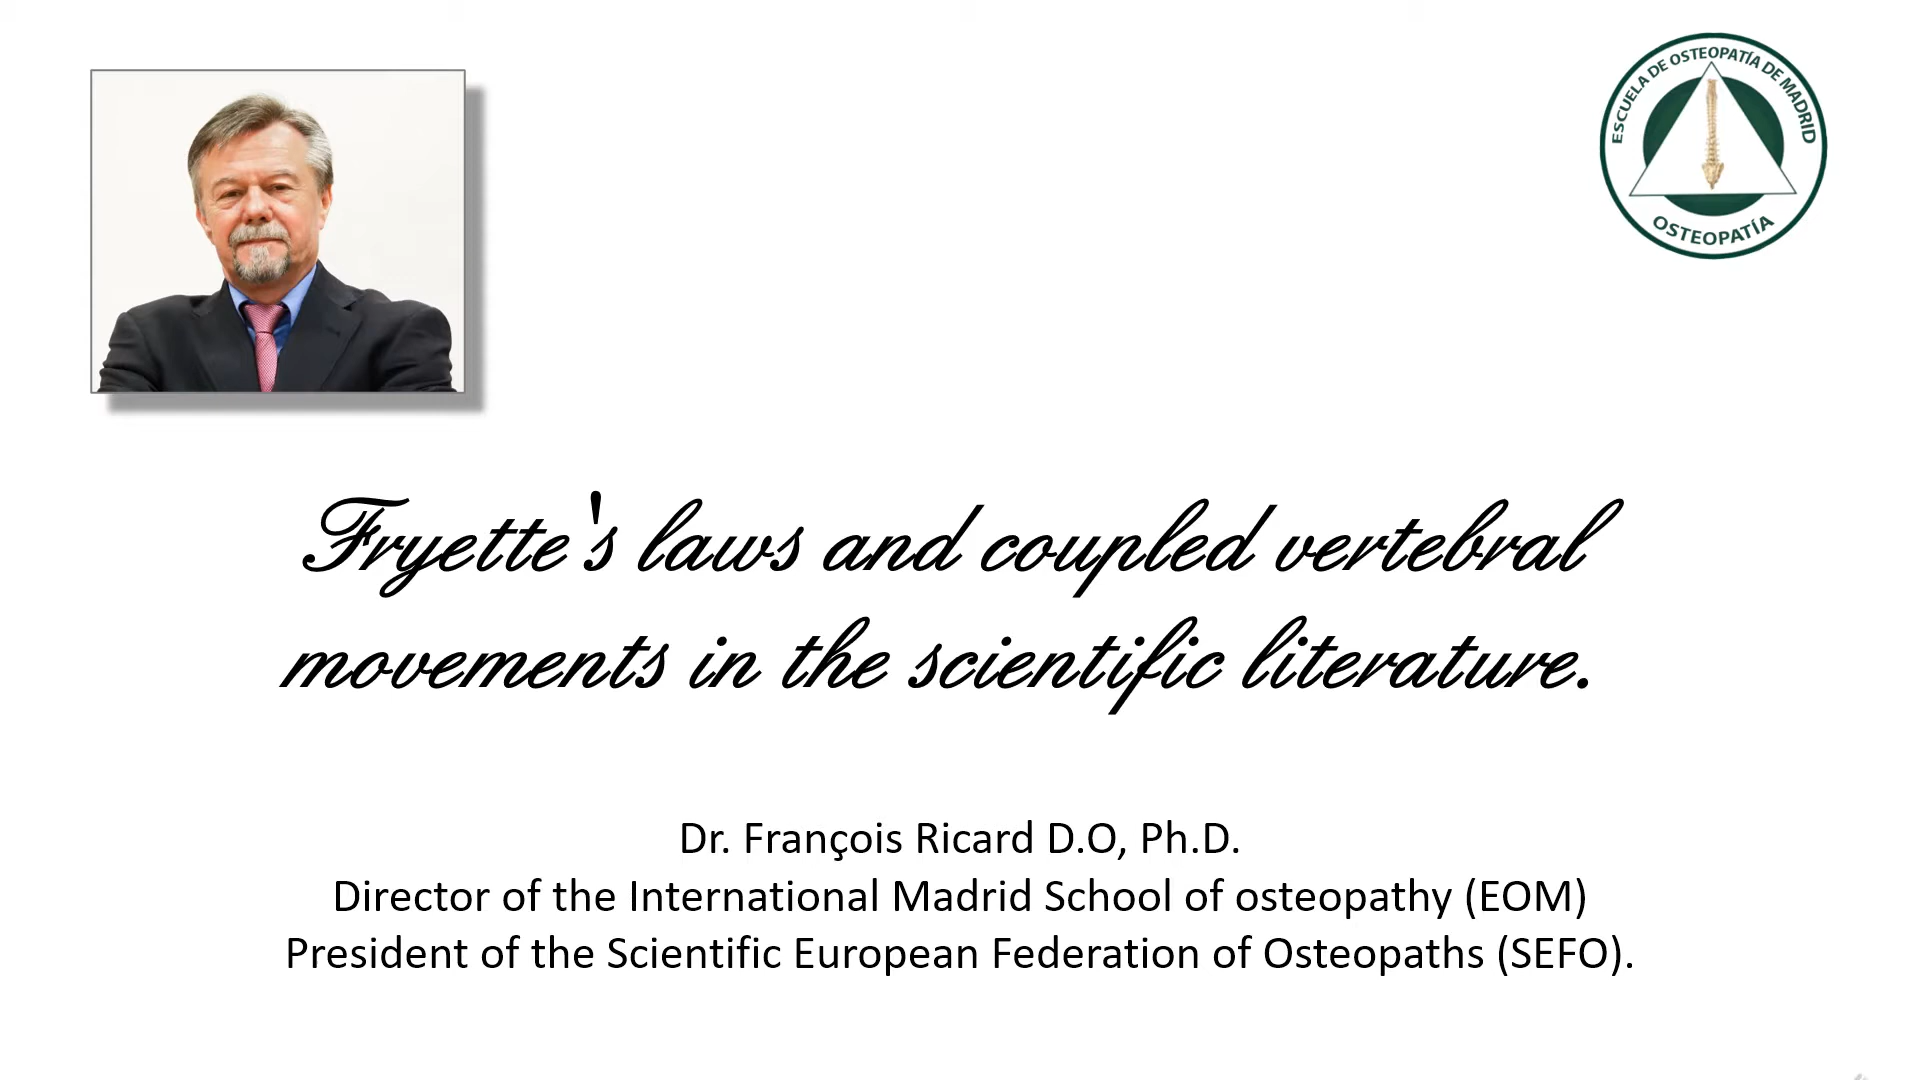 ESCUELA DE OSTEOPATÍA DE MADRID
OSTEOPATÍA
Fryette's laws and coupled vertebral
movements in the scientific literature.
Dr. François Ricard D.O, Ph.D.
Director of the International Madrid School of osteopathy (EOM)
President of the Scientific European Federation of Osteopaths (SEFO).